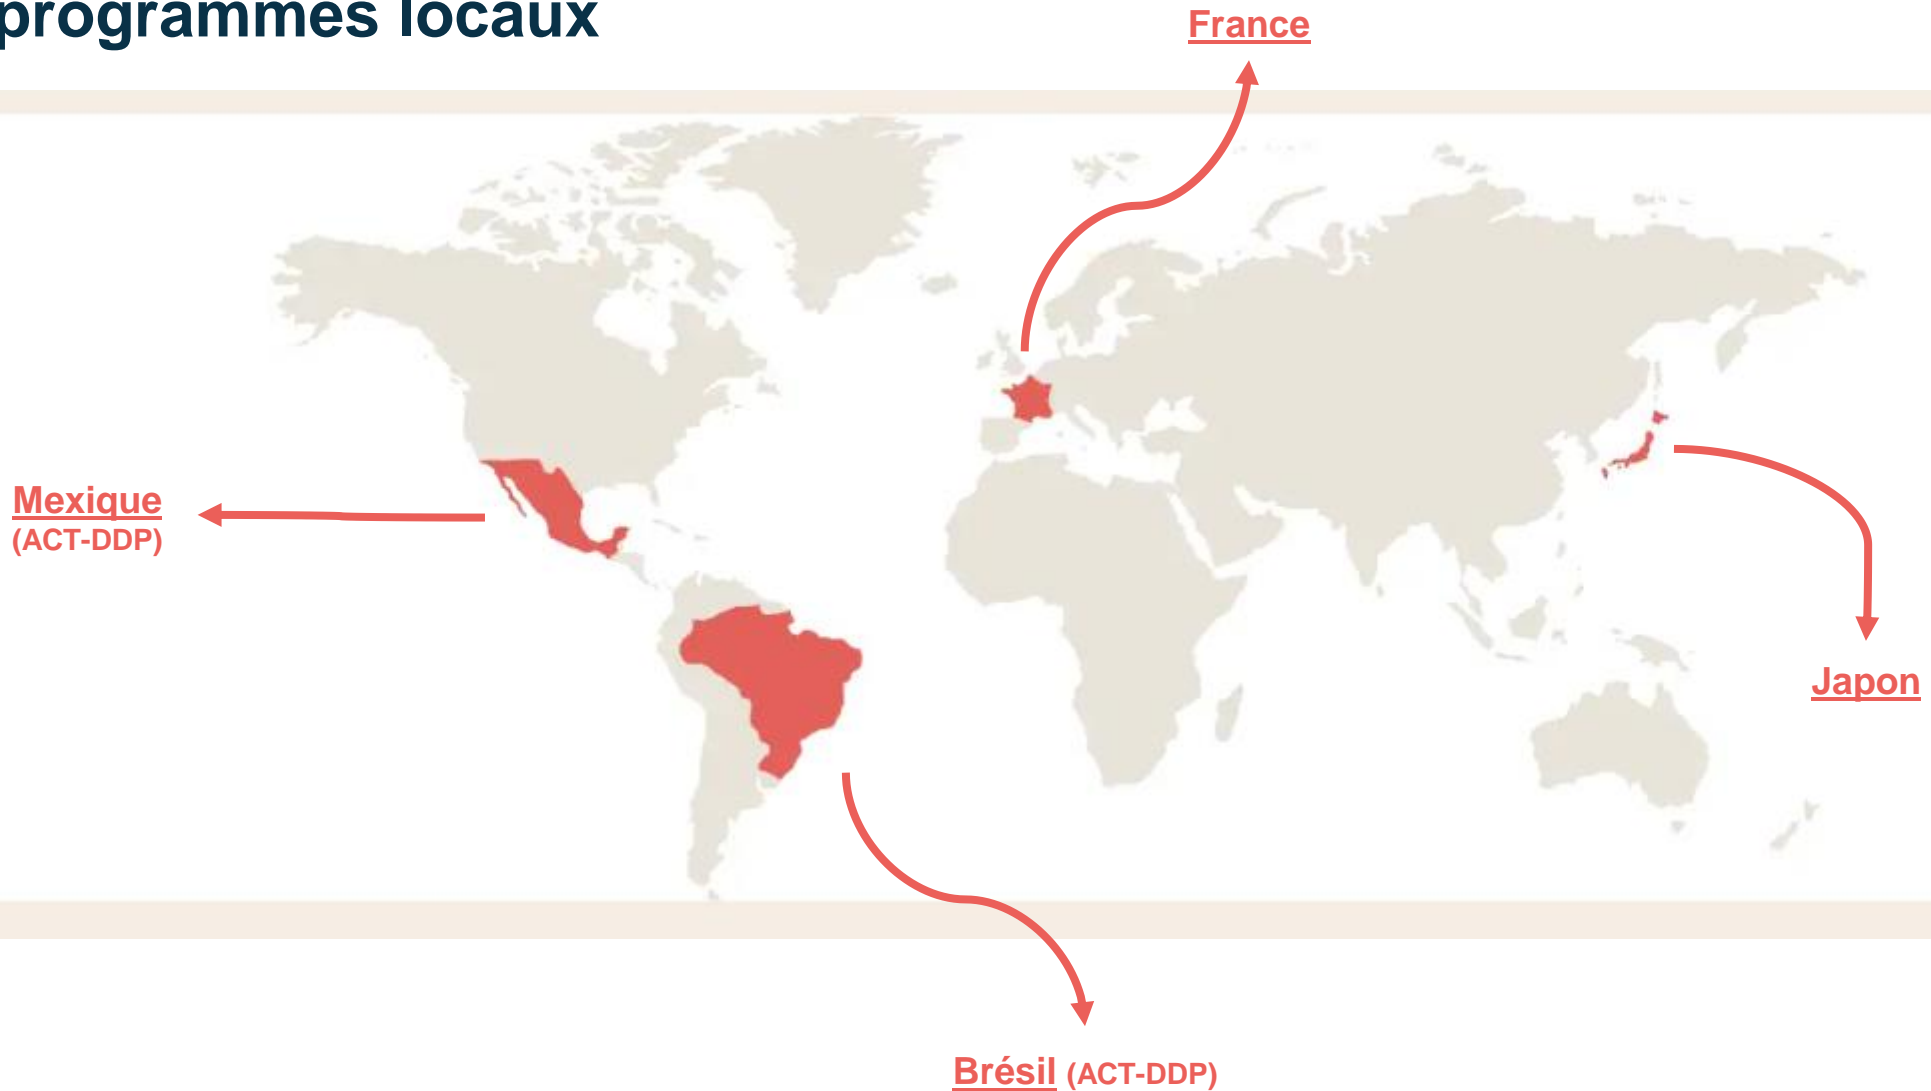 programmes locaux
France
Mexique
(ACT-DDP)
Japon
Brésil (ACT-DDP)